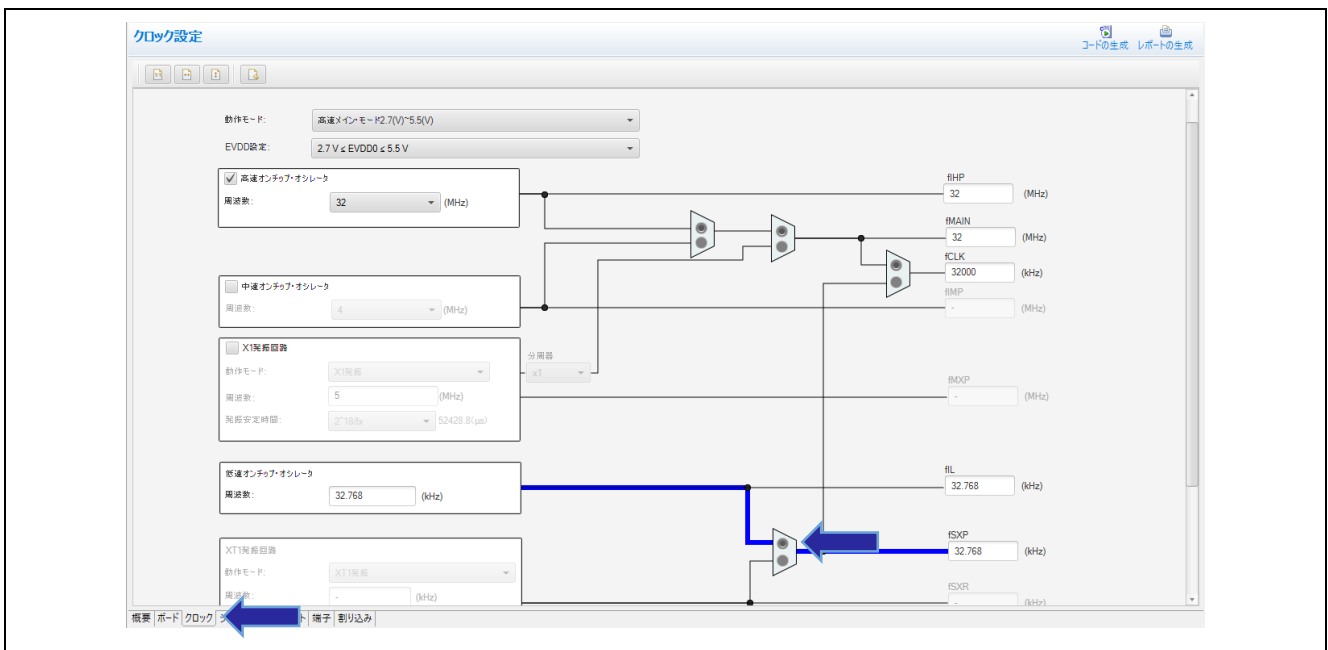 クロック設定
コードの生成 レポートの生成
動作モード: 高速メイン・モード2.7(V)~5.5(V)
EVDD設定: 2.7 V ≤ EVDD0 ≤ 5.5 V
高速オンチップ・オシレータ
周波数: 32 (MHz)
fIHP
32 (MHz)
fMAIN
32 (MHz)
fCLK
32000 (kHz)
中速オンチップ・オシレータ
周波数: 4 (MHz)
fIMP
- (MHz)
X1発振回路
動作モード: X1発振
周波数: 5 (MHz)
発振安定時間: 2^18/fx 52428.8(μs)
分周器
x1
fMXP
- (MHz)
低速オンチップ・オシレータ
周波数: 32.768 (kHz)
fIL
32.768 (kHz)
fSXP
32.768 (kHz)
XT1発振回路
動作モード: XT1発振
周波数: - (kHz)
fSXR
- (kHz)
概要 ボード クロック 端子 割り込み